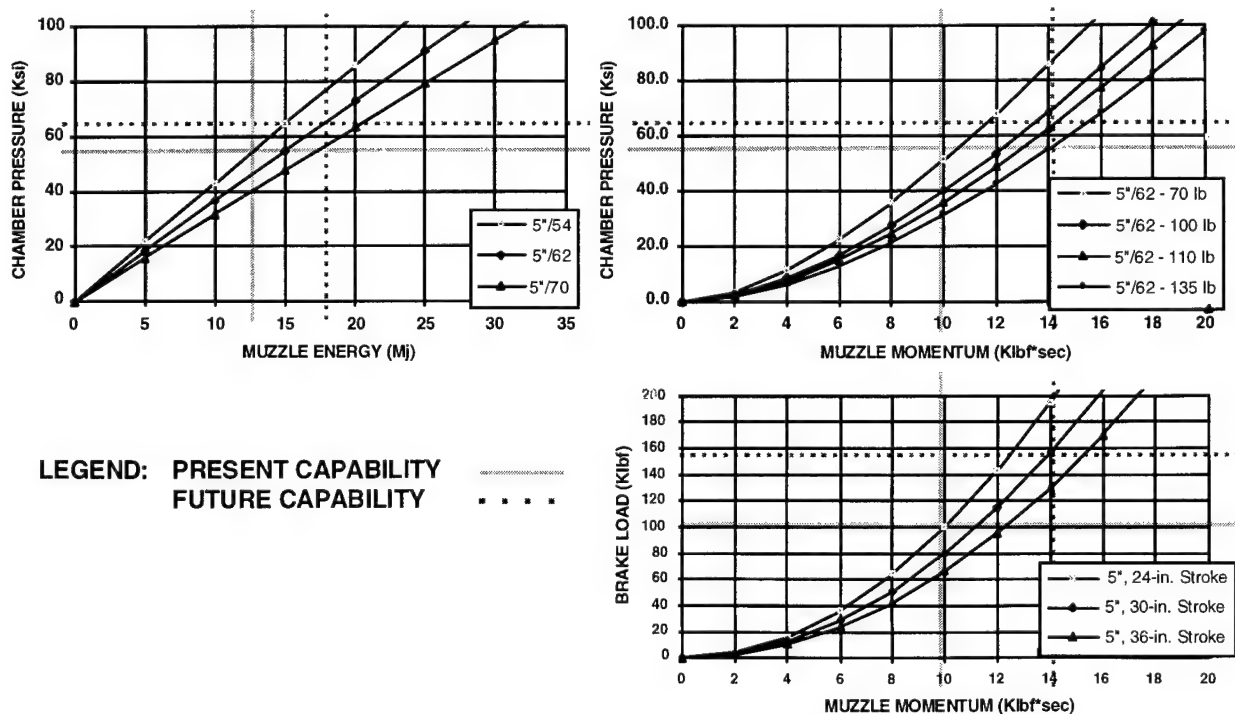 CHAMBER PRESSURE (Ksi)
100
80
60
40
20
0
0 5 10 15 20 25 30 35
MUZZLE ENERGY (Mj)
5"/54
5"/62
5"/70
CHAMBER PRESSURE (Ksi)
100.0
80.0
60.0
40.0
20.0
0.0
0 2 4 6 8 10 12 14 16 18 20
MUZZLE MOMENTUM (Klbf*sec)
5"/62 - 70 lb
5"/62 - 100 lb
5"/62 - 110 lb
5"/62 - 135 lb
LEGEND: PRESENT CAPABILITY
FUTURE CAPABILITY
BRAKE LOAD (Klbf)
200
180
160
140
120
100
80
60
40
20
0
0 2 4 6 8 10 12 14 16 18 20
MUZZLE MOMENTUM (Klbf*sec)
5", 24-in. Stroke
5", 30-in. Stroke
5", 36-in. Stroke